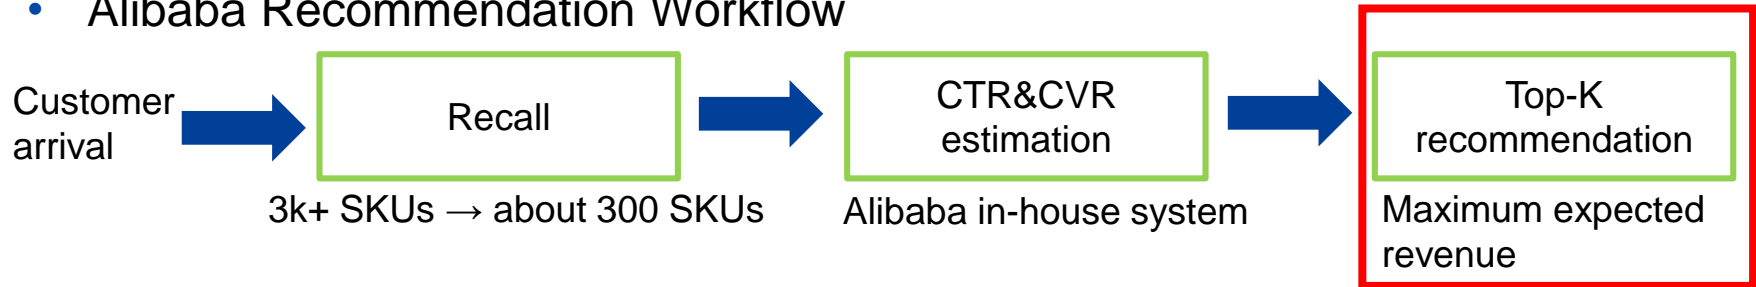 • Alibaba Recommendation Workflow
Customer
arrival
Recall
3k+ SKUs → about 300 SKUs
CTR&CVR
estimation
Alibaba in-house system
Top-K
recommendation
Maximum expected
revenue